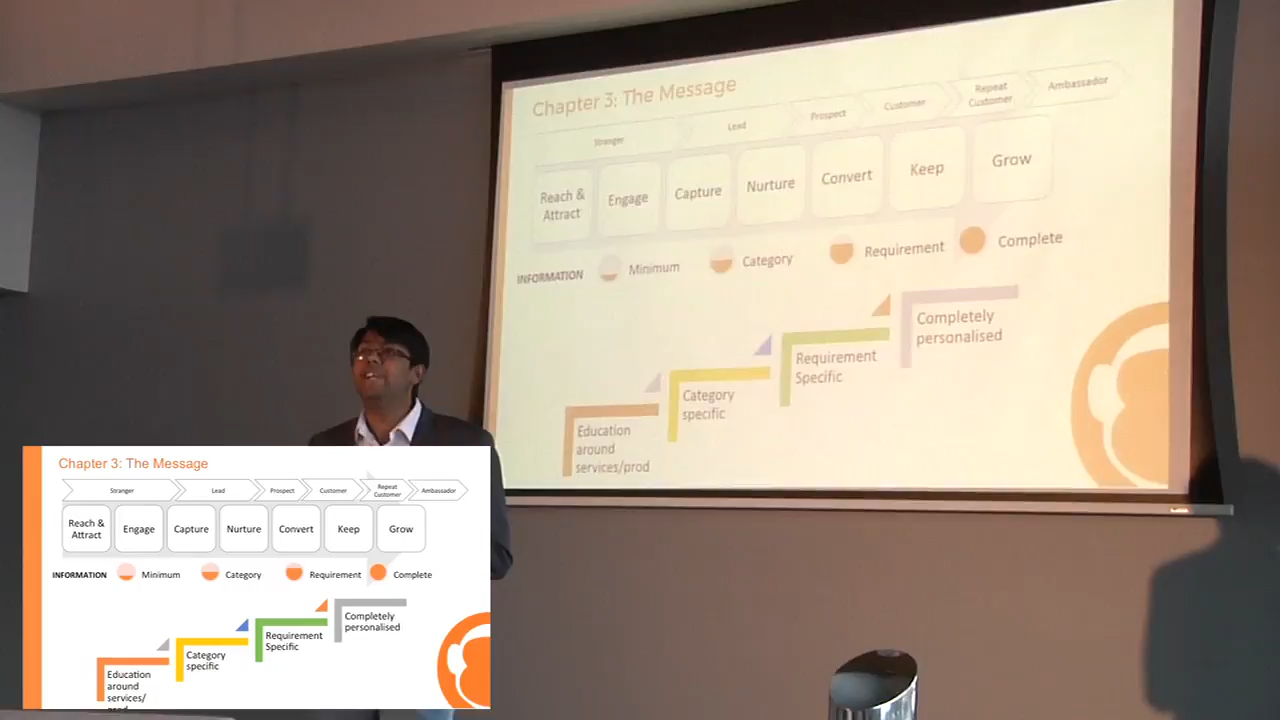 Chapter 3: The Message
Stranger
Lead
Prospect
Customer
Repeat
Customer
Ambassador
Reach &
Attract
Engage
Capture
Nurture
Convert
Keep
Grow
INFORMATION
Minimum
Category
Requirement
Complete
Completely
personalised
Requirement
Specific
Category
specific
Education
around
services/prod
Chapter 3: The Message
Stranger
Lead
Prospect
Customer
Repeat
Customer
Ambassador
Reach &
Attract
Engage
Capture
Nurture
Convert
Keep
Grow
INFORMATION
Minimum
Category
Requirement
Complete
Completely
personalised
Requirement
Specific
Category
specific
Education
around
services/
prod